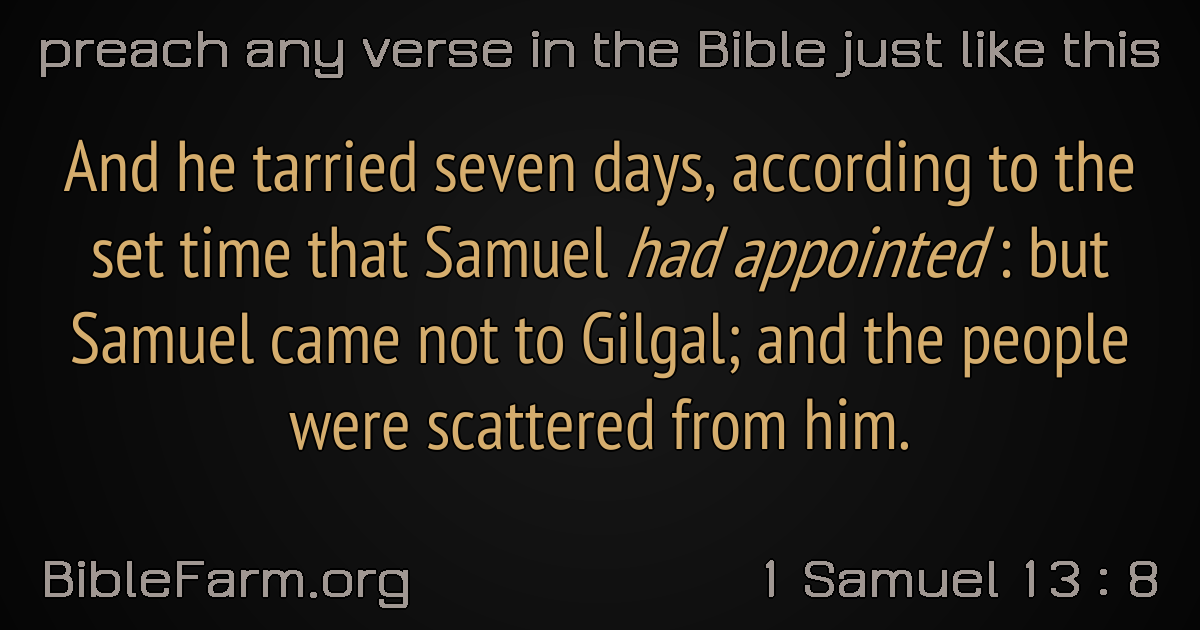 preach any verse in the Bible just like this
And he tarried seven days, according to the
set time that Samuel had appointed : but
Samuel came not to Gilgal; and the people
were scattered from him.
BibleFarm.org
1 Samuel 13 : 8